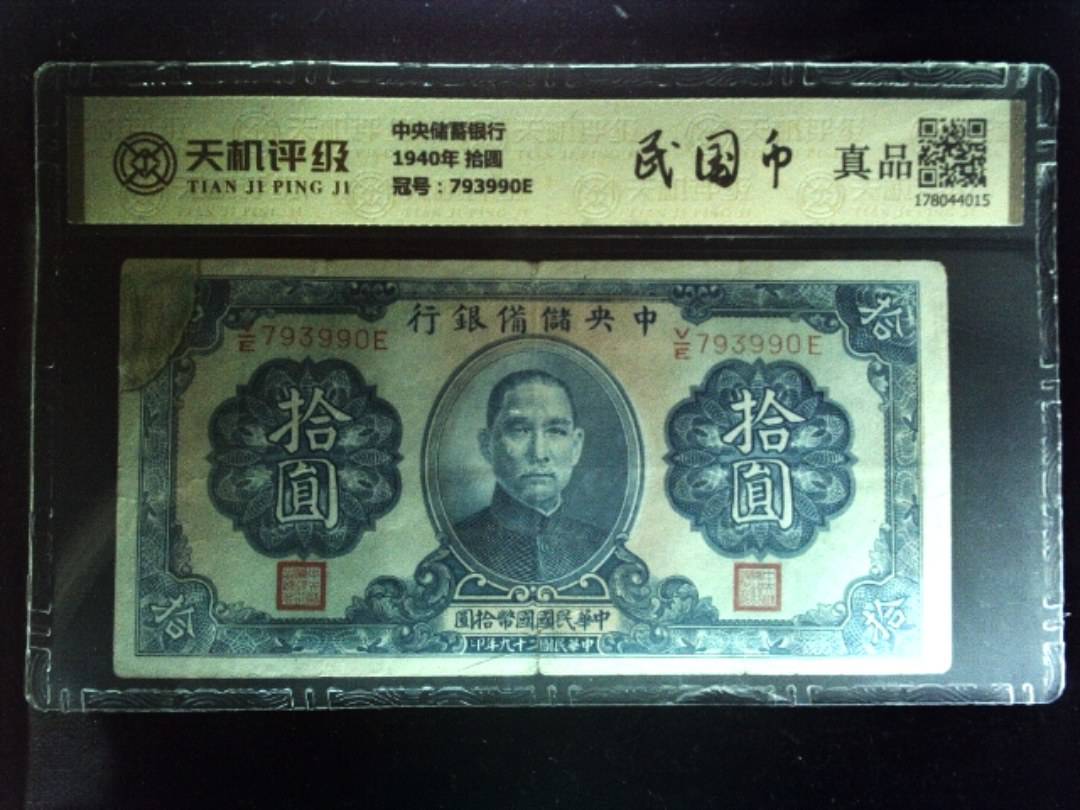 天机评级
TIAN JI PING JI
中央储蓄银行
1940年 拾圆
冠号：793990E
民国币
真品
178044015
行銀備儲央中
V/E 793990E
V/E 793990E
拾
拾圓
拾圓
拾
拾
圓拾幣國國民華中
印年九十二國民華中